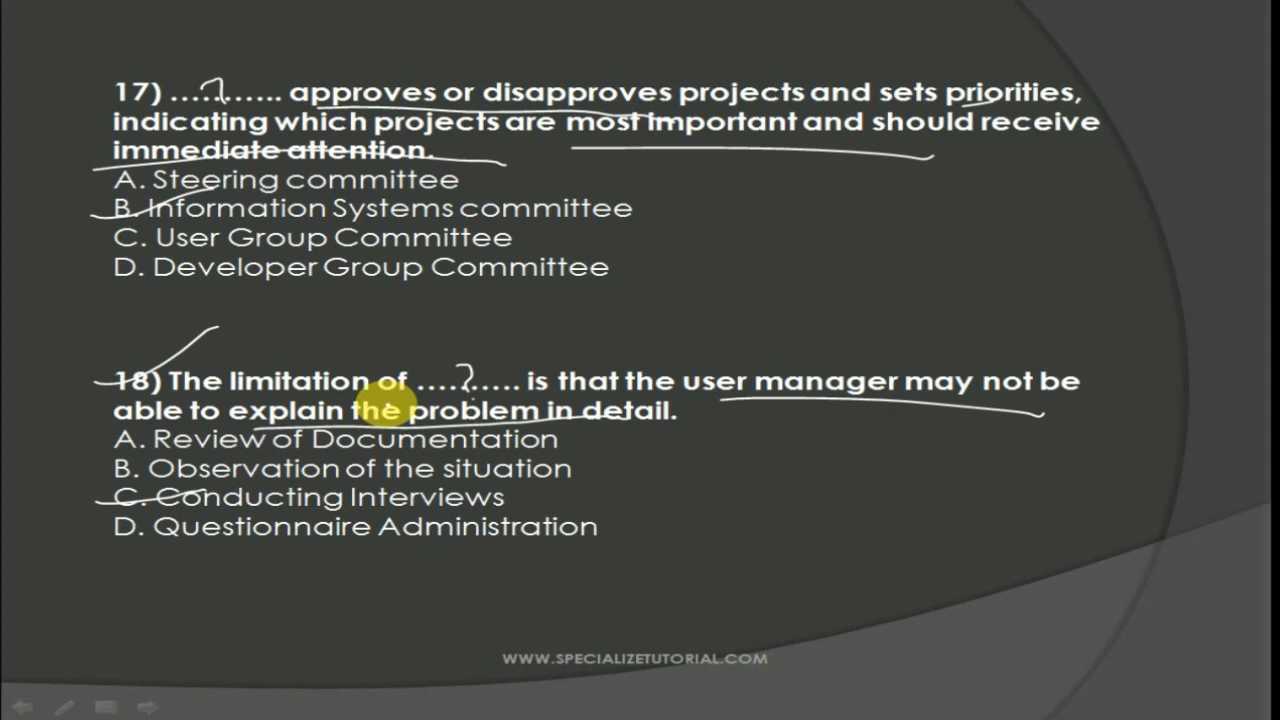 17) ........... approves or disapproves projects and sets priorities,
indicating which projects are most important and should receive
immediate attention.
A. Steering committee
B. Information Systems committee
C. User Group Committee
D. Developer Group Committee
18) The limitation of .......... is that the user manager may not be
able to explain the problem in detail.
A. Review of Documentation
B. Observation of the situation
C. Conducting Interviews
D. Questionnaire Administration
WWW.SPECIALIZETUTORIAL.COM